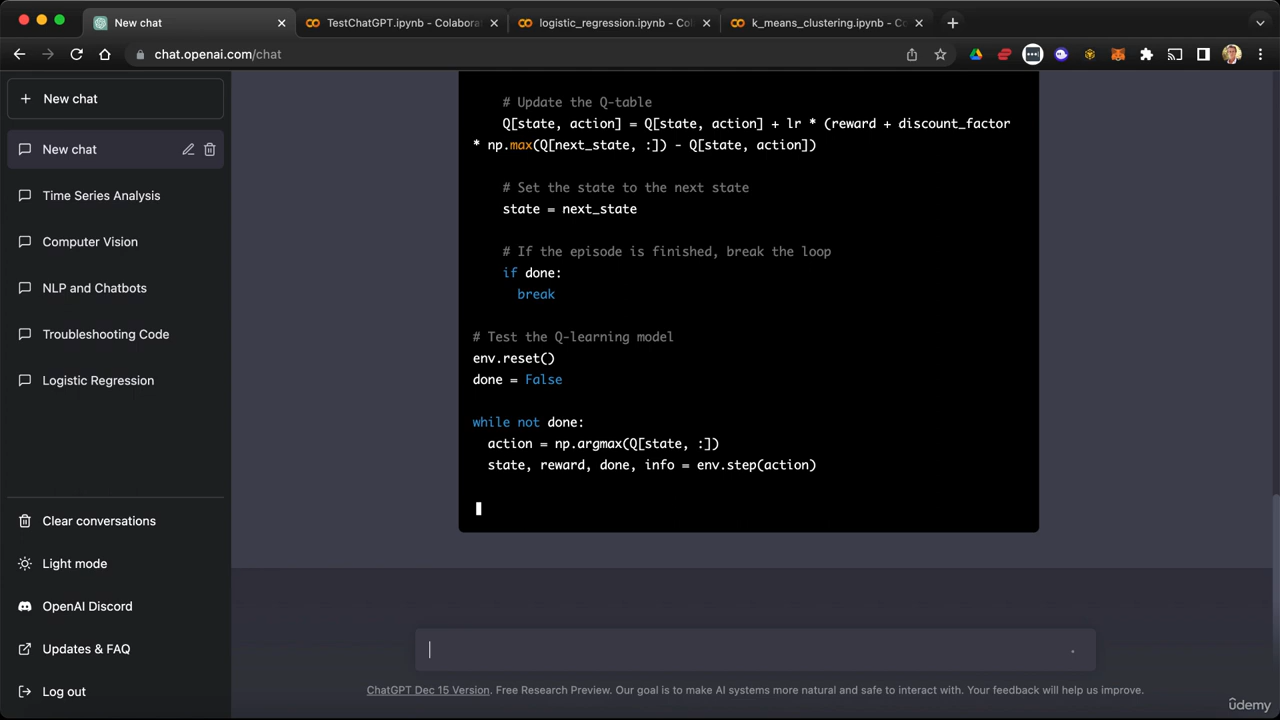 New chat
TestChatGPT.ipynb - Colabora
logistic_regression.ipynb - Col
k_means_clustering.ipynb - Co
chat.openai.com/chat
New chat
New chat
Time Series Analysis
Computer Vision
NLP and Chatbots
Troubleshooting Code
Logistic Regression
Clear conversations
Light mode
OpenAI Discord
Updates & FAQ
Log out
# Update the Q-table
Q[state, action] = Q[state, action] + lr * (reward + discount_factor
* np.max(Q[next_state, :]) - Q[state, action])
# Set the state to the next state
state = next_state
# If the episode is finished, break the loop
if done:
break
# Test the Q-learning model
env.reset()
done = False
while not done:
action = np.argmax(Q[state, :])
state, reward, done, info = env.step(action)
ChatGPT Dec 15 Version. Free Research Preview. Our goal is to make AI systems more natural and safe to interact with. Your feedback will help us improve.
ûdemy